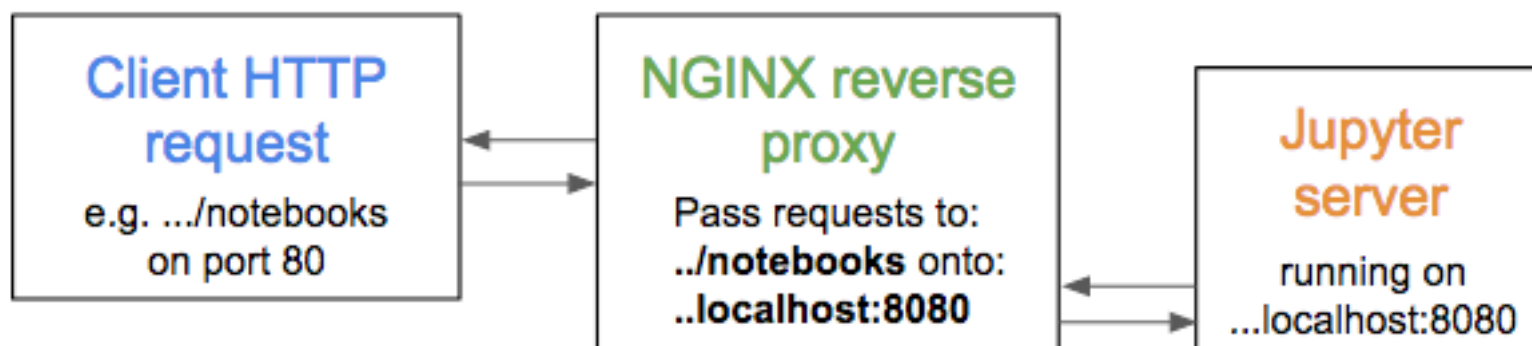 Client HTTP
request
e.g. .../notebooks
on port 80
NGINX reverse
proxy
Pass requests to:
../notebooks onto:
..localhost:8080
Jupyter
server
running on
...localhost:8080